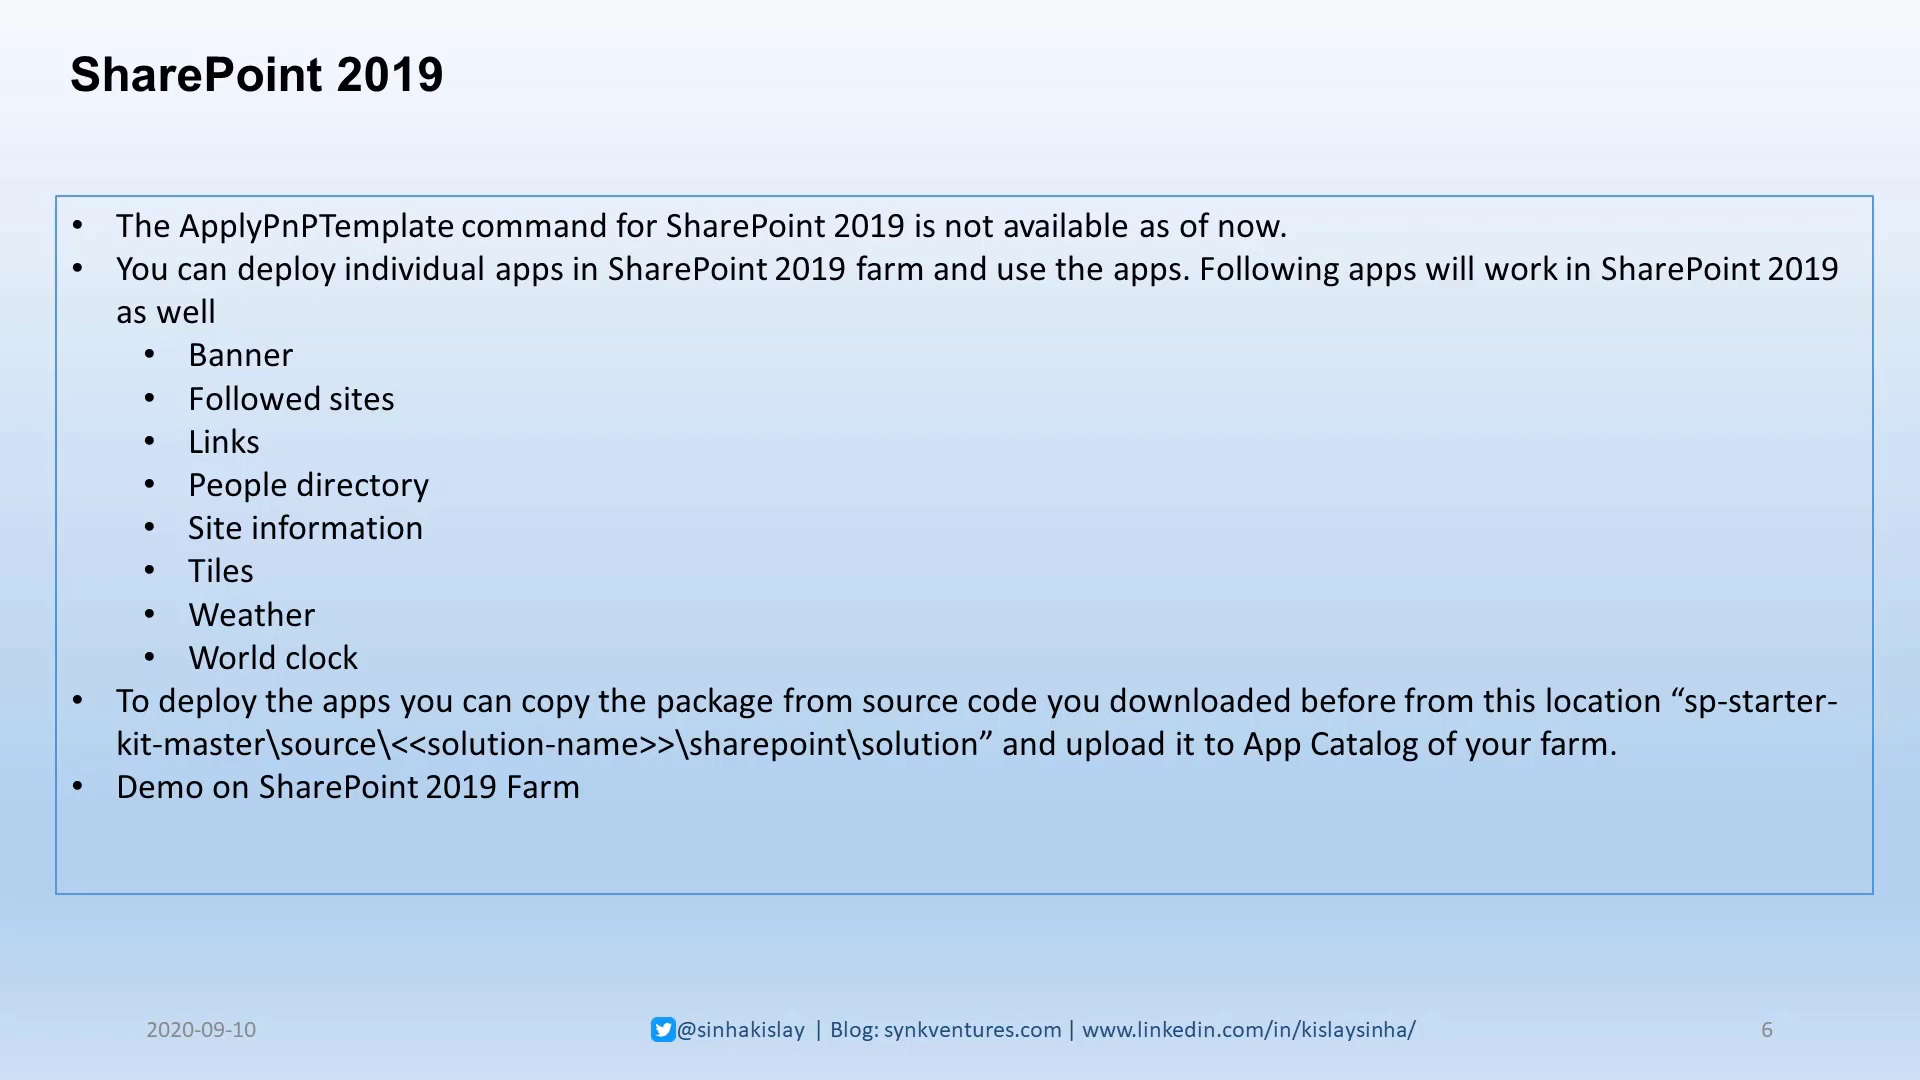 SharePoint 2019
• The ApplyPnPTemplate command for SharePoint 2019 is not available as of now.
• You can deploy individual apps in SharePoint 2019 farm and use the apps. Following apps will work in SharePoint 2019
as well
• Banner
• Followed sites
• Links
• People directory
• Site information
• Tiles
• Weather
• World clock
• To deploy the apps you can copy the package from source code you downloaded before from this location “sp-starter-
kit-master\source\<<solution-name>>\sharepoint\solution” and upload it to App Catalog of your farm.
• Demo on SharePoint 2019 Farm
2020-09-10
@sinhakislay | Blog: synkventures.com | www.linkedin.com/in/kislaysinha/
6